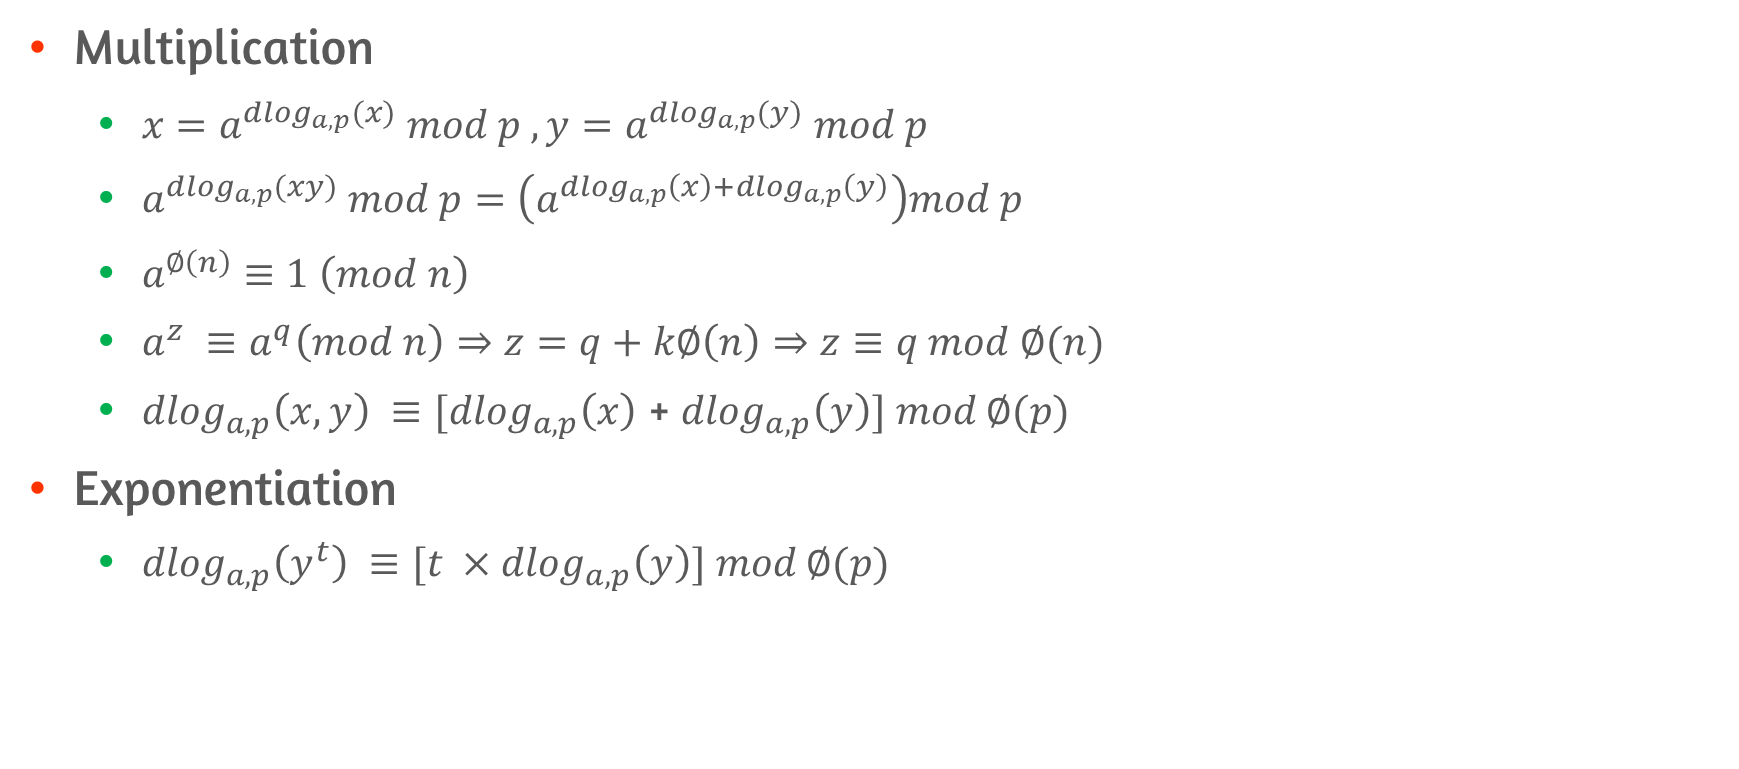 • Multiplication
• x = a^{dlog_{a,p}(x)} mod p , y = a^{dlog_{a,p}(y)} mod p
• a^{dlog_{a,p}(xy)} mod p = (a^{dlog_{a,p}(x)+dlog_{a,p}(y)})mod p
• a^{∅(n)} ≡ 1 (mod n)
• a^z ≡ a^q(mod n) ⇒ z = q + k∅(n) ⇒ z ≡ q mod ∅(n)
• dlog_{a,p}(x, y) ≡ [dlog_{a,p}(x) + dlog_{a,p}(y)] mod ∅(p)
• Exponentiation
• dlog_{a,p}(y^t) ≡ [t × dlog_{a,p}(y)] mod ∅(p)